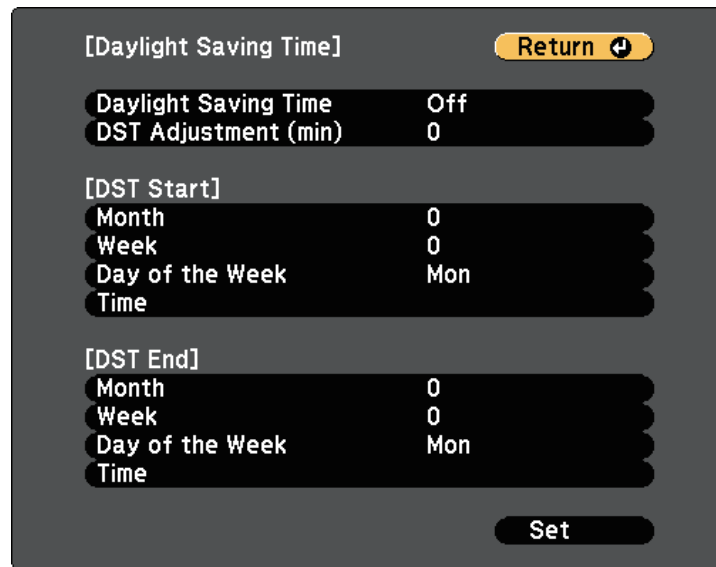 [Daylight Saving Time] Return
Daylight Saving Time Off
DST Adjustment (min) 0
[DST Start]
Month 0
Week 0
Day of the Week Mon
Time
[DST End]
Month 0
Week 0
Day of the Week Mon
Time
Set